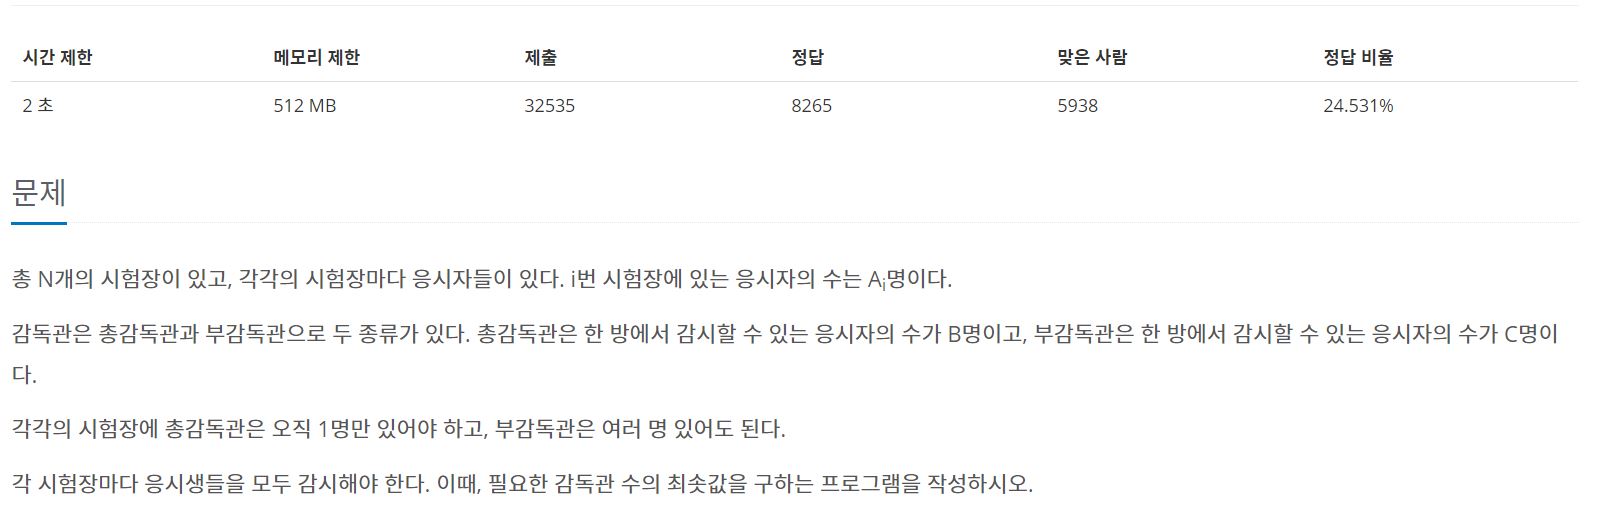 시간 제한 메모리 제한 제출 정답 맞은 사람 정답 비율
2 초 512 MB 32535 8265 5938 24.531%
문제
총 N개의 시험장이 있고, 각각의 시험장마다 응시자들이 있다. i번 시험장에 있는 응시자의 수는 Ai명이다.
감독관은 총감독관과 부감독관으로 두 종류가 있다. 총감독관은 한 방에서 감시할 수 있는 응시자의 수가 B명이고, 부감독관은 한 방에서 감시할 수 있는 응시자의 수가 C명이
다.
각각의 시험장에 총감독관은 오직 1명만 있어야 하고, 부감독관은 여러 명 있어도 된다.
각 시험장마다 응시생들을 모두 감시해야 한다. 이때, 필요한 감독관 수의 최솟값을 구하는 프로그램을 작성하시오.